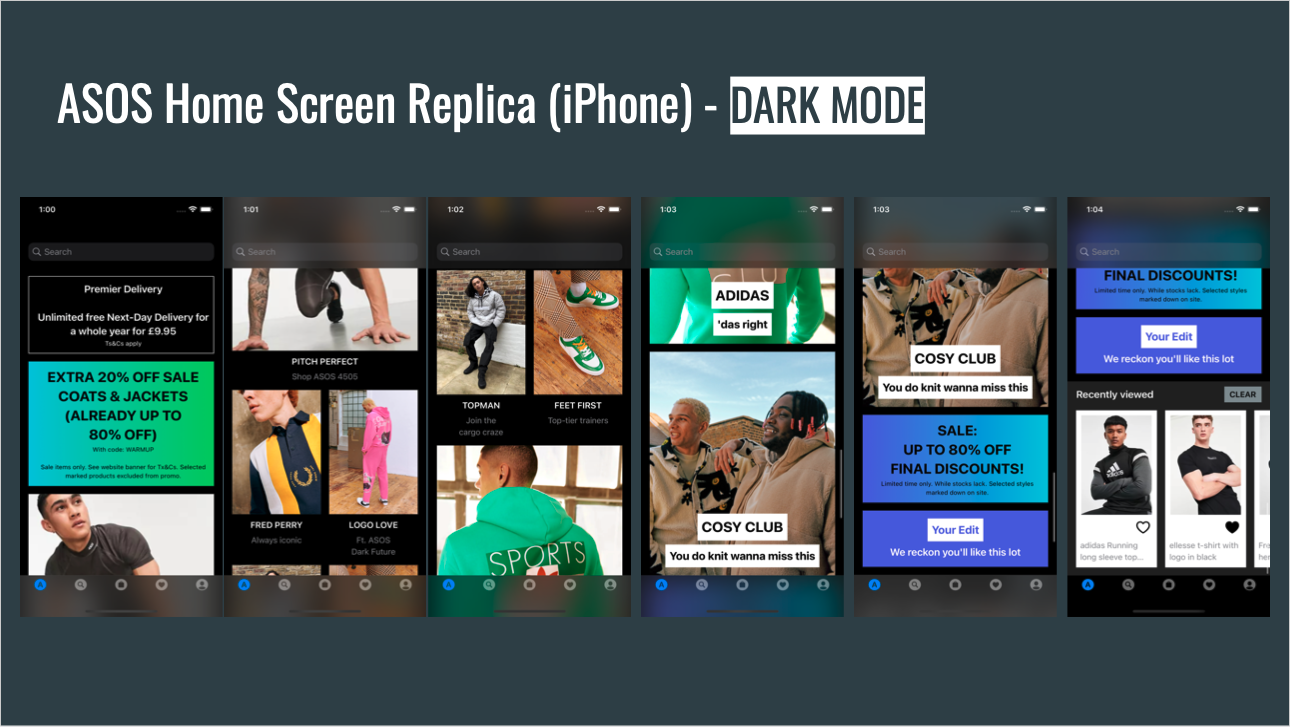 ASOS Home Screen Replica (iPhone) - DARK MODE
1:00
Search
Premier Delivery
Unlimited free Next-Day Delivery for
a whole year for £9.95
Ts&Cs apply
EXTRA 20% OFF SALE
COATS & JACKETS
(ALREADY UP TO
80% OFF)
With code: WARMUP
Sale items only. See website banner for Ts&Cs. Selected
marked products excluded from promo.
1:01
Search
PITCH PERFECT
Shop ASOS 4505
FRED PERRY
Always iconic
LOGO LOVE
Ft. ASOS
Dark Future
1:02
Search
TOPMAN
Join the
cargo craze
FEET FIRST
Top-tier trainers
SPORTS
1:03
Search
ADIDAS
'das right
COSY CLUB
You do knit wanna miss this
1:03
Search
COSY CLUB
You do knit wanna miss this
SALE:
UP TO 80% OFF
FINAL DISCOUNTS!
Limited time only. While stocks lack. Selected styles
marked down on site.
Your Edit
We reckon you'll like this lot
1:04
Search
FINAL DISCOUNTS!
Limited time only. While stocks lack. Selected styles
marked down on site.
Your Edit
We reckon you'll like this lot
Recently viewed
CLEAR
adidas Running
long sleeve top...
ellesse t-shirt with
logo in black